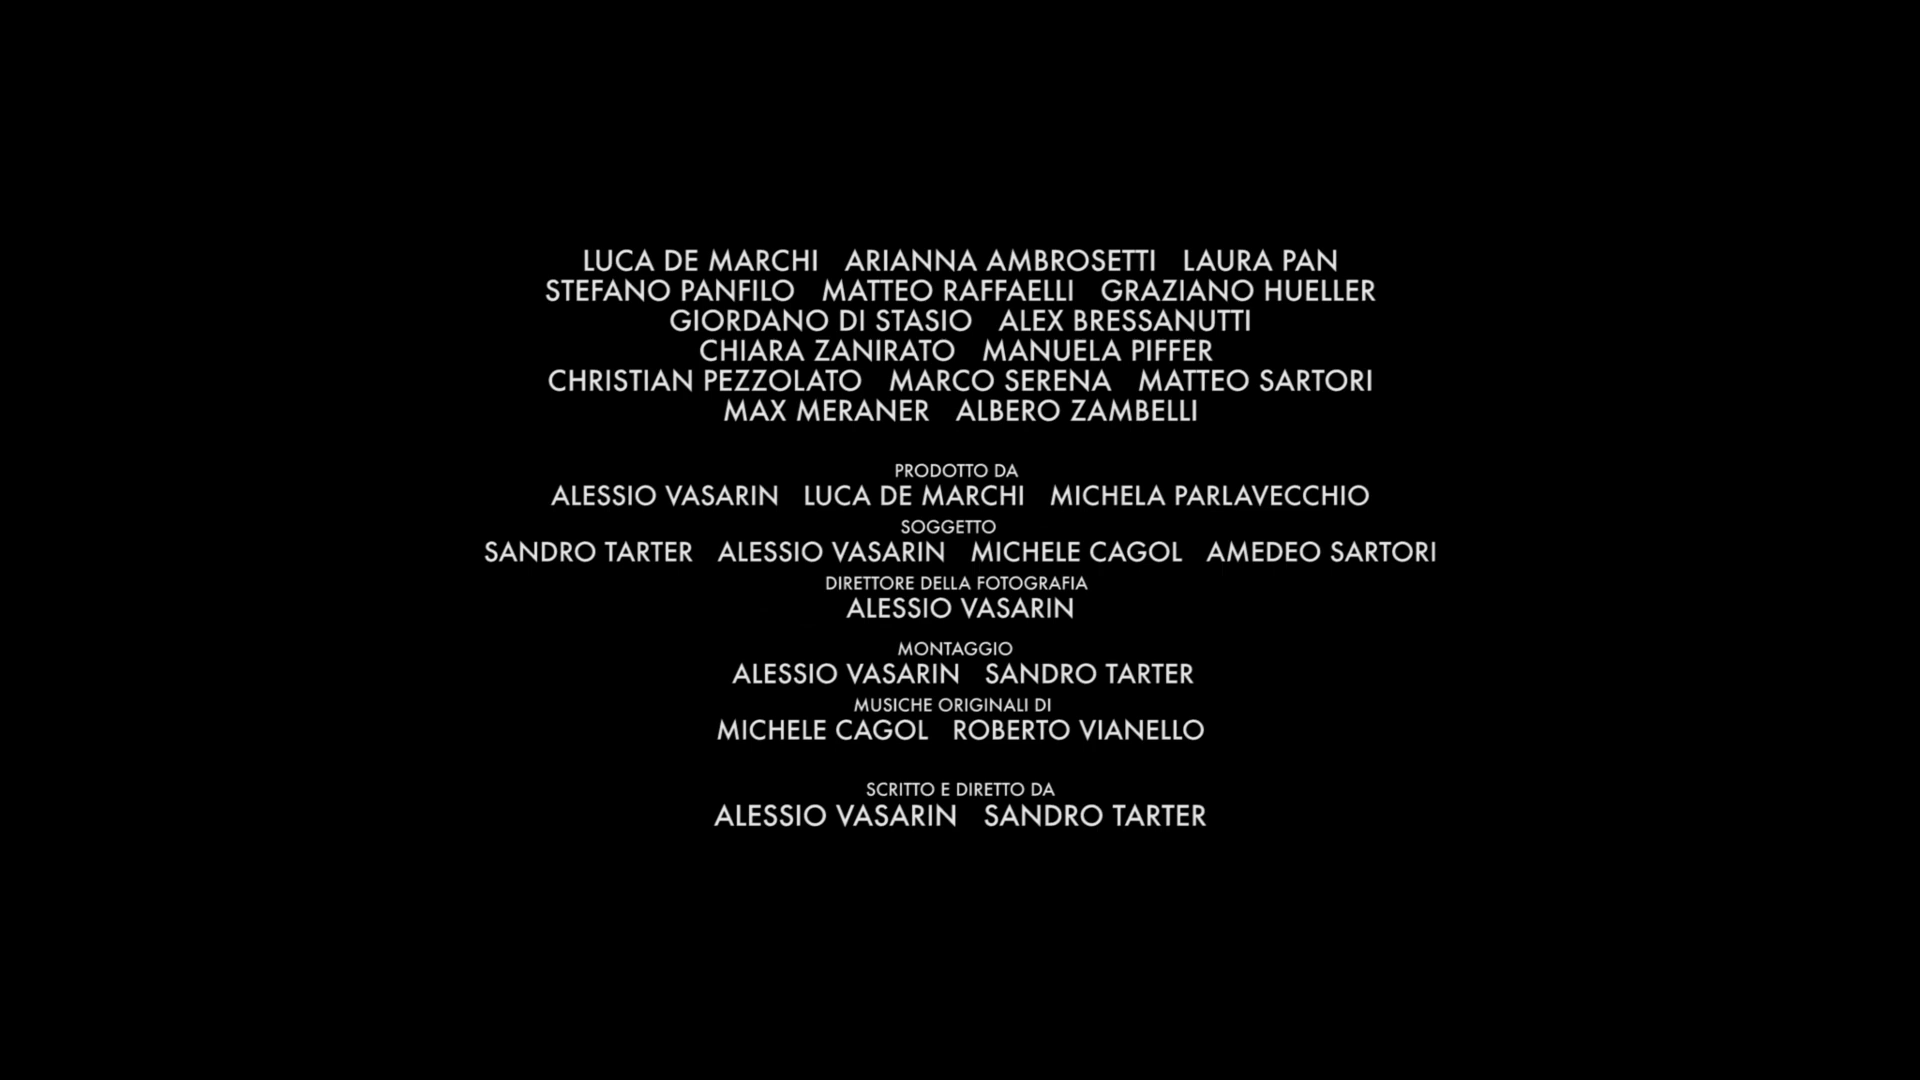 LUCA DE MARCHI ARIANNA AMBROSETTI LAURA PAN
STEFANO PANFILO MATTEO RAFFAELLI GRAZIANO HUELLER
GIORDANO DI STASIO ALEX BRESSANUTTI
CHIARA ZANIRATO MANUELA PIFFER
CHRISTIAN PEZZOLATO MARCO SERENA MATTEO SARTORI
MAX MERANER ALBERO ZAMBELLI
PRODOTTO DA
ALESSIO VASARIN LUCA DE MARCHI MICHELA PARLAVECCHIO
SOGGETTO
SANDRO TARTER ALESSIO VASARIN MICHELE CAGOL AMEDEO SARTORI
DIRETTORE DELLA FOTOGRAFIA
ALESSIO VASARIN
MONTAGGIO
ALESSIO VASARIN SANDRO TARTER
MUSICHE ORIGINALI DI
MICHELE CAGOL ROBERTO VIANELLO
SCRITTO E DIRETTO DA
ALESSIO VASARIN SANDRO TARTER